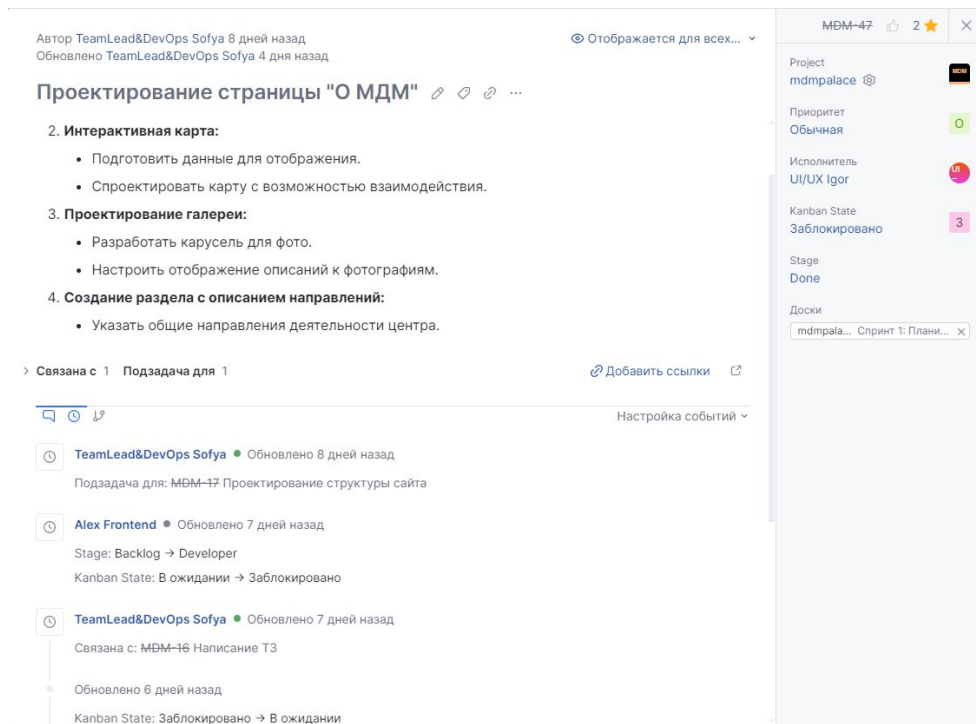 Автор TeamLead&DevOps Sofya 8 дней назад
Отображается для всех...
Обновлено TeamLead&DevOps Sofya 4 дня назад
Проектирование страницы "О МДМ" ...
2. Интерактивная карта:
• Подготовить данные для отображения.
• Спроектировать карту с возможностью взаимодействия.
3. Проектирование галереи:
• Разработать карусель для фото.
• Настроить отображение описаний к фотографиям.
4. Создание раздела с описанием направлений:
• Указать общие направления деятельности центра.
Связана с 1 Подзадача для 1
Добавить ссылки
Настройка событий
TeamLead&DevOps Sofya • Обновлено 8 дней назад
Подзадача для: MDM-17 Проектирование структуры сайта
Alex Frontend • Обновлено 7 дней назад
Stage: Backlog → Developer
Kanban State: В ожидании → Заблокировано
TeamLead&DevOps Sofya • Обновлено 7 дней назад
Связана с: MDM-16 Написание ТЗ
Обновлено 6 дней назад
Kanban State: Заблокировано → В ожидании
MDM-47 2
Project
mdmpalace
MDM
Приоритет
Обычная
О
Исполнитель
UI/UX Igor
UI
Kanban State
Заблокировано
З
Stage
Done
Доски
mdmpala... Спринт 1: Плани...